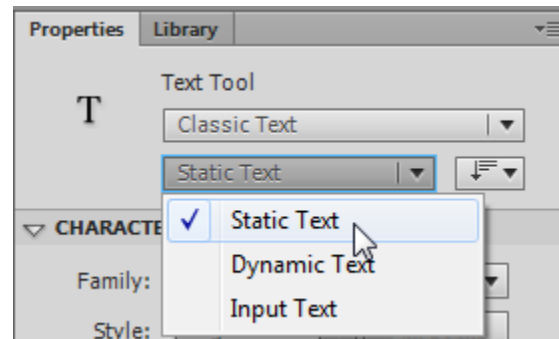 Properties Library
Text Tool
T
Classic Text
Static Text
CHARACTE
Static Text
Dynamic Text
Family:
Input Text
Style: